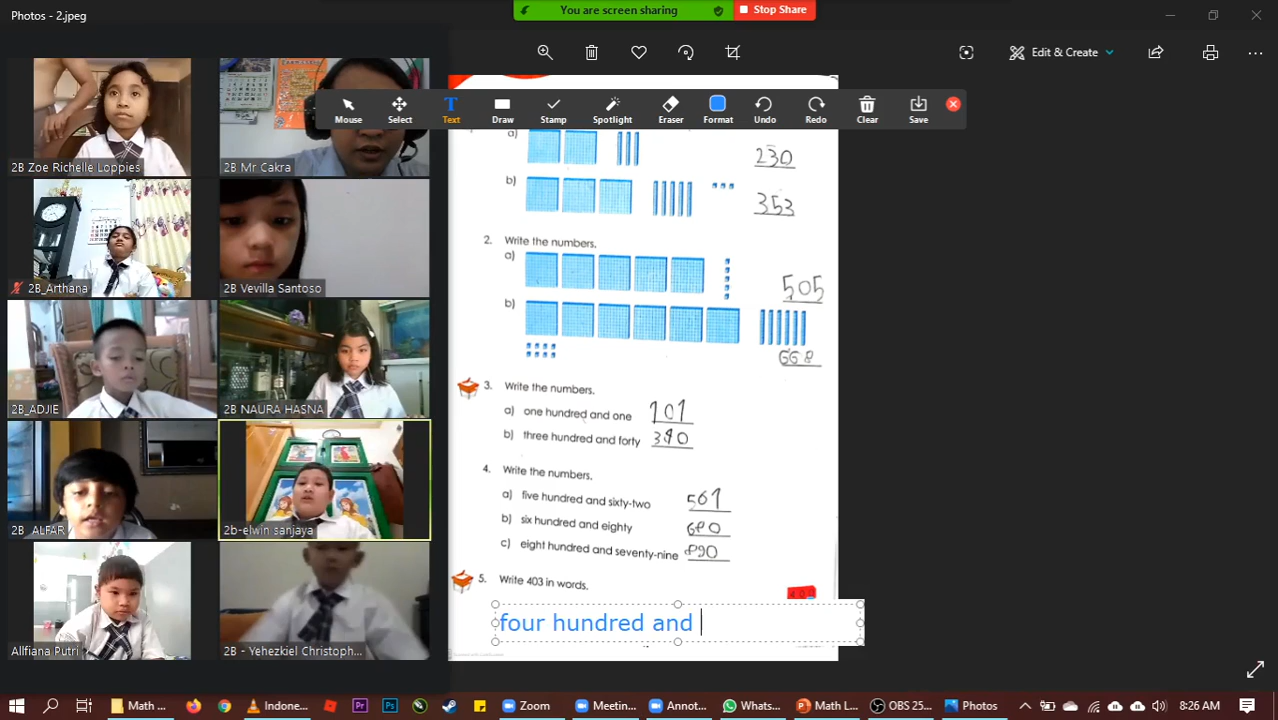 Photos - 2.jpeg
You are screen sharing
Stop Share
Edit & Create
Mouse
Select
Text
Draw
Stamp
Spotlight
Eraser
Format
Undo
Redo
Clear
Save
2B Zoe Richelle Loppies
2B Mr Cakra
2B_Arthana
2B Vevilla Santoso
2B_ADJIE
2B NAURA HASNA
2B_ALFAR
2b-elwin sanjaya
Allfiana Putri
2B - Yehezkiel Christoph...
a)
230
b)
353
2. Write the numbers.
a)
505
b)
668
3. Write the numbers.
a) one hundred and one 101
b) three hundred and forty 340
4. Write the numbers.
a) five hundred and sixty-two 561
b) six hundred and eighty 680
c) eight hundred and seventy-nine 890
5. Write 403 in words.
400
four hundred and
Math ...
Indone...
Zoom
Meetin...
Annot...
Whats...
Math L...
OBS 25...
Photos
8:26 AM